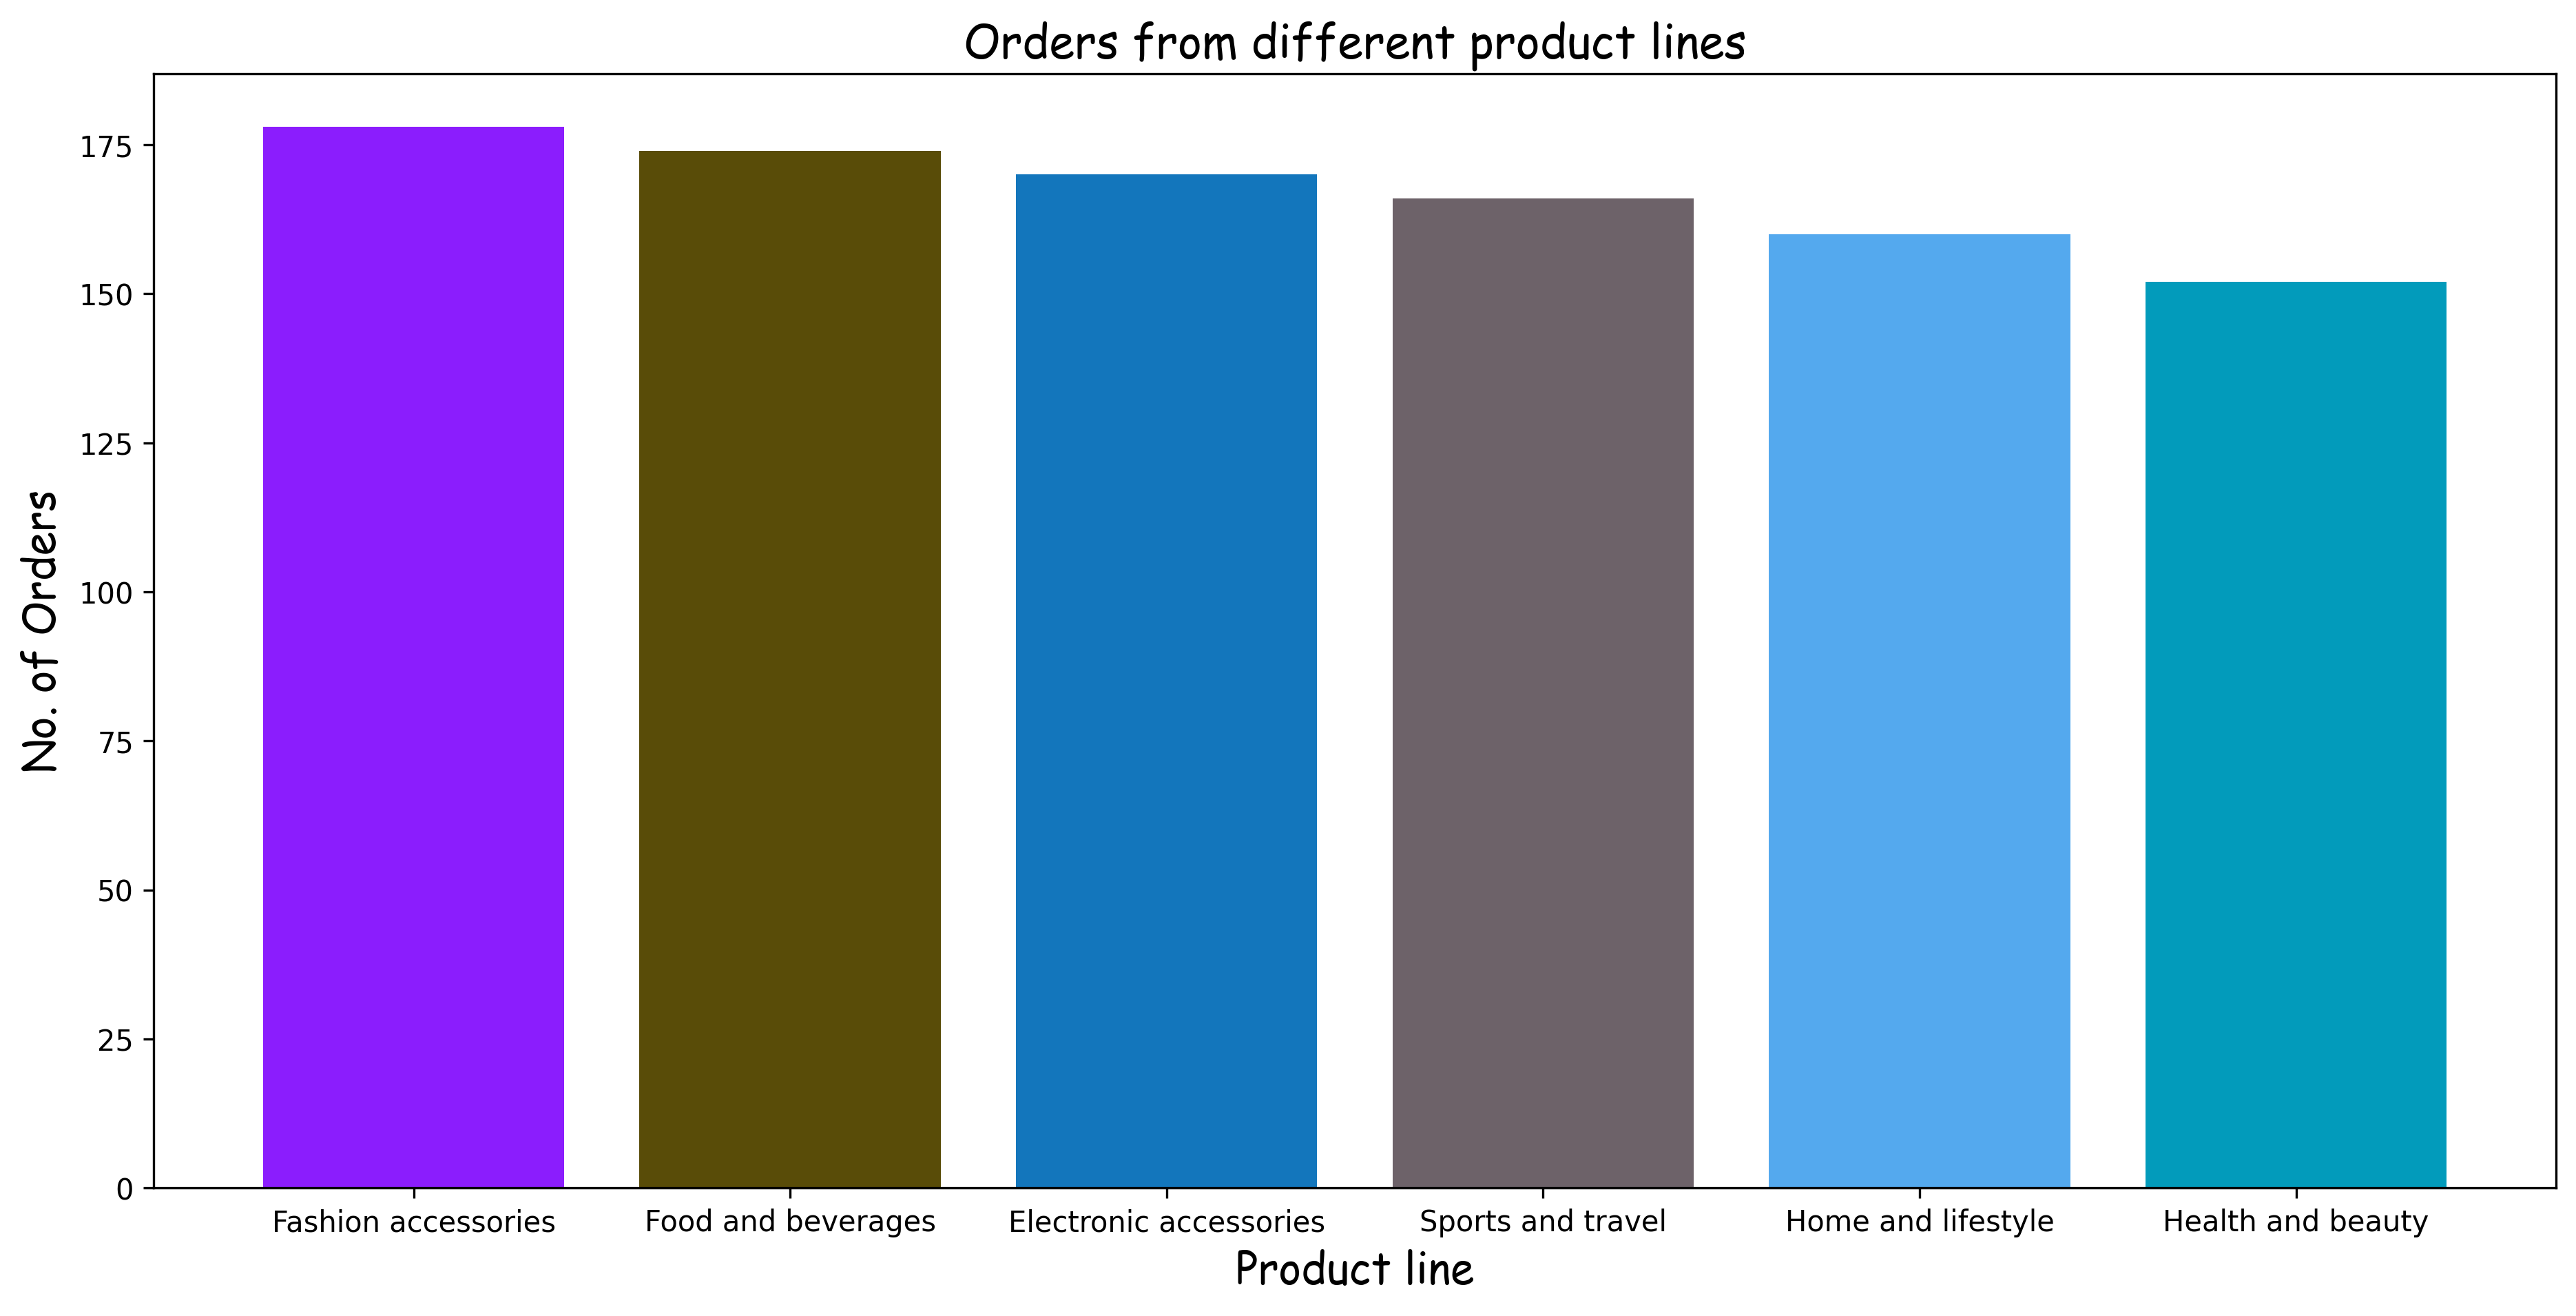 Orders from different product lines
No. of Orders
175
150
125
100
75
50
25
0
Fashion accessories
Food and beverages
Electronic accessories
Sports and travel
Home and lifestyle
Health and beauty
Product line